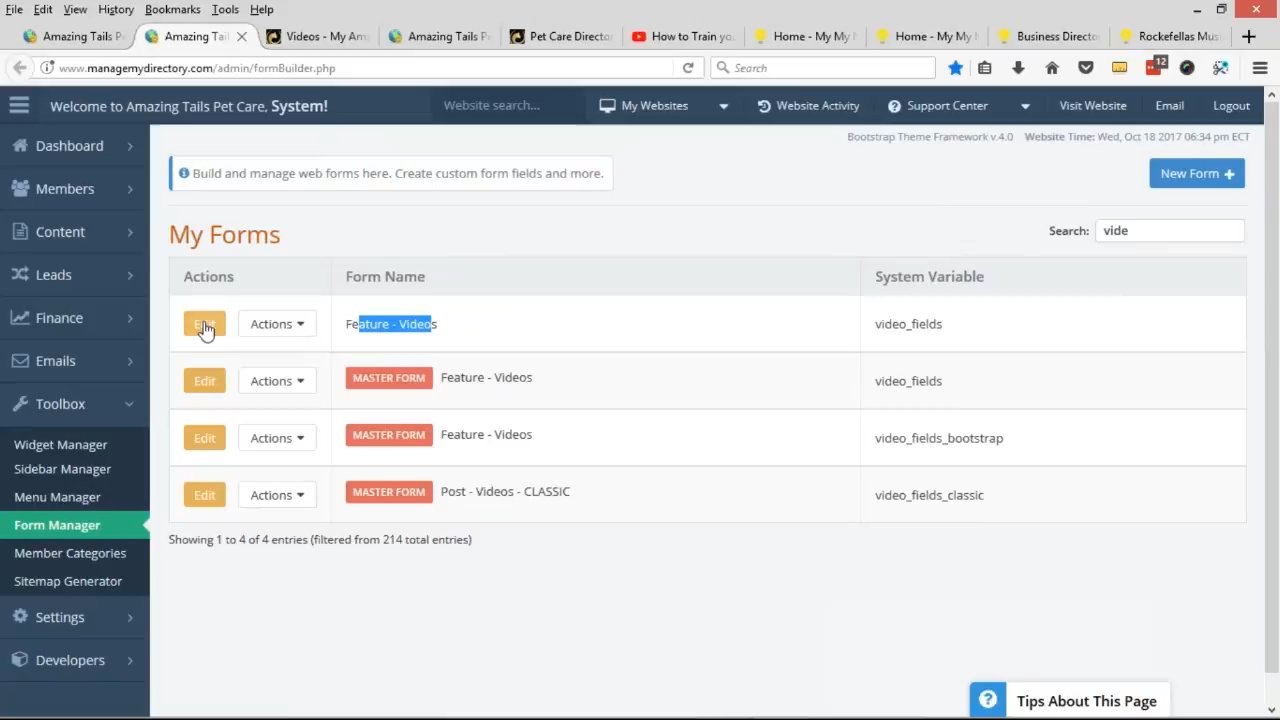 File Edit View History Bookmarks Tools Help
Amazing Tails Pe
Amazing Tail
Videos - My Am
Amazing Tails Pe
Pet Care Directo
How to Train yo
Home - My My
Home - My My
Business Directo
Rockefellas Mus
www.managemydirectory.com/admin/formBuilder.php
Search
12
Welcome to Amazing Tails Pet Care, System!
Website search...
My Websites
Website Activity
Support Center
Visit Website
Email
Logout
Bootstrap Theme Framework v.4.0 Website Time: Wed, Oct 18 2017 06:34 pm ECT
Dashboard
Members
Content
Leads
Finance
Emails
Toolbox
Widget Manager
Sidebar Manager
Menu Manager
Form Manager
Member Categories
Sitemap Generator
Settings
Developers
Build and manage web forms here. Create custom form fields and more.
New Form +
My Forms
Search: vide
Actions Form Name System Variable
Edit Actions Feature - Videos video_fields
Edit Actions MASTER FORM Feature - Videos video_fields
Edit Actions MASTER FORM Feature - Videos video_fields_bootstrap
Edit Actions MASTER FORM Post - Videos - CLASSIC video_fields_classic
Showing 1 to 4 of 4 entries (filtered from 214 total entries)
? Tips About This Page